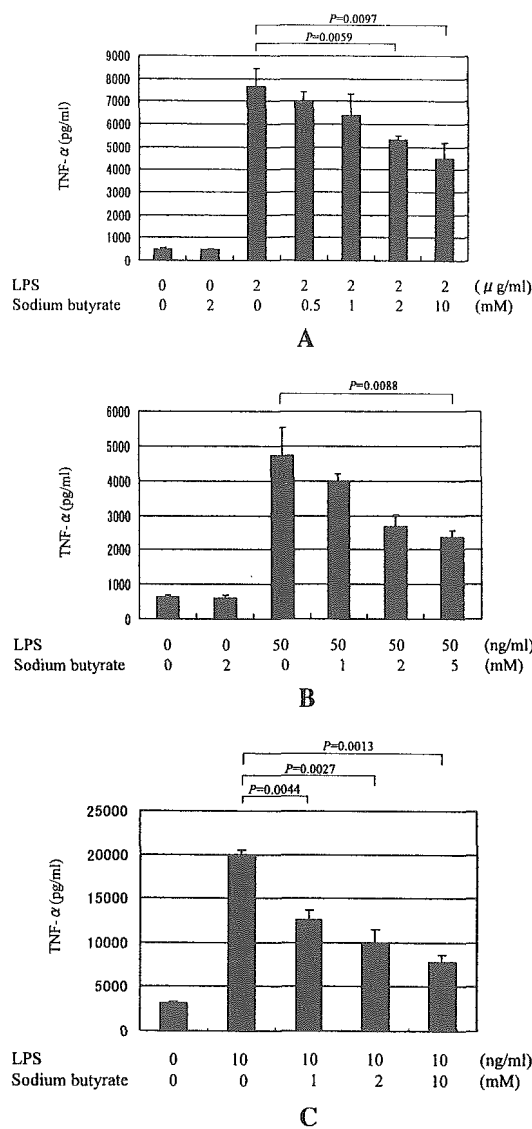 P=0.0097
P=0.0059
9000
8000
7000
6000
5000
4000
3000
2000
1000
0
TNF-α (pg/ml)
LPS 0 0 2 2 2 2 2 (μg/ml)
Sodium butyrate 0 2 0 0.5 1 2 10 (mM)
A
P=0.0088
6000
5000
4000
3000
2000
1000
0
TNF-α (pg/ml)
LPS 0 0 50 50 50 50 (ng/ml)
Sodium butyrate 0 2 0 1 2 5 (mM)
B
P=0.0013
P=0.0027
P=0.0044
25000
20000
15000
10000
5000
0
TNF-α (pg/ml)
LPS 0 10 10 10 10 (ng/ml)
Sodium butyrate 0 0 1 2 10 (mM)
C